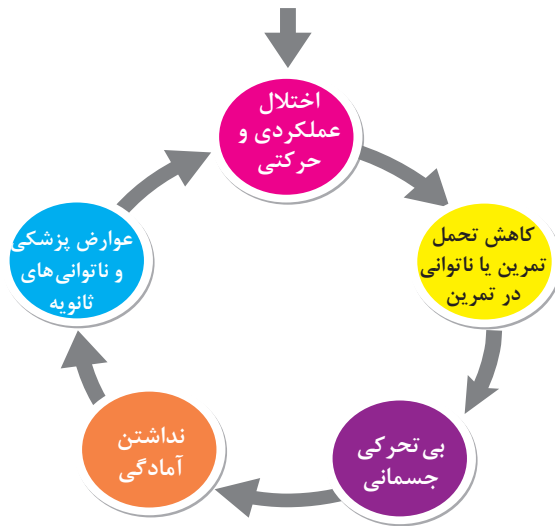 اختلال
عملکردی و
حرکتی
کاهش تحمل
تمرین یا ناتوانی
در تمرین
بی تحرکی
جسمانی
نداشتن
آمادگی
عوارض پزشکی
و ناتوانی‌های
ثانویه